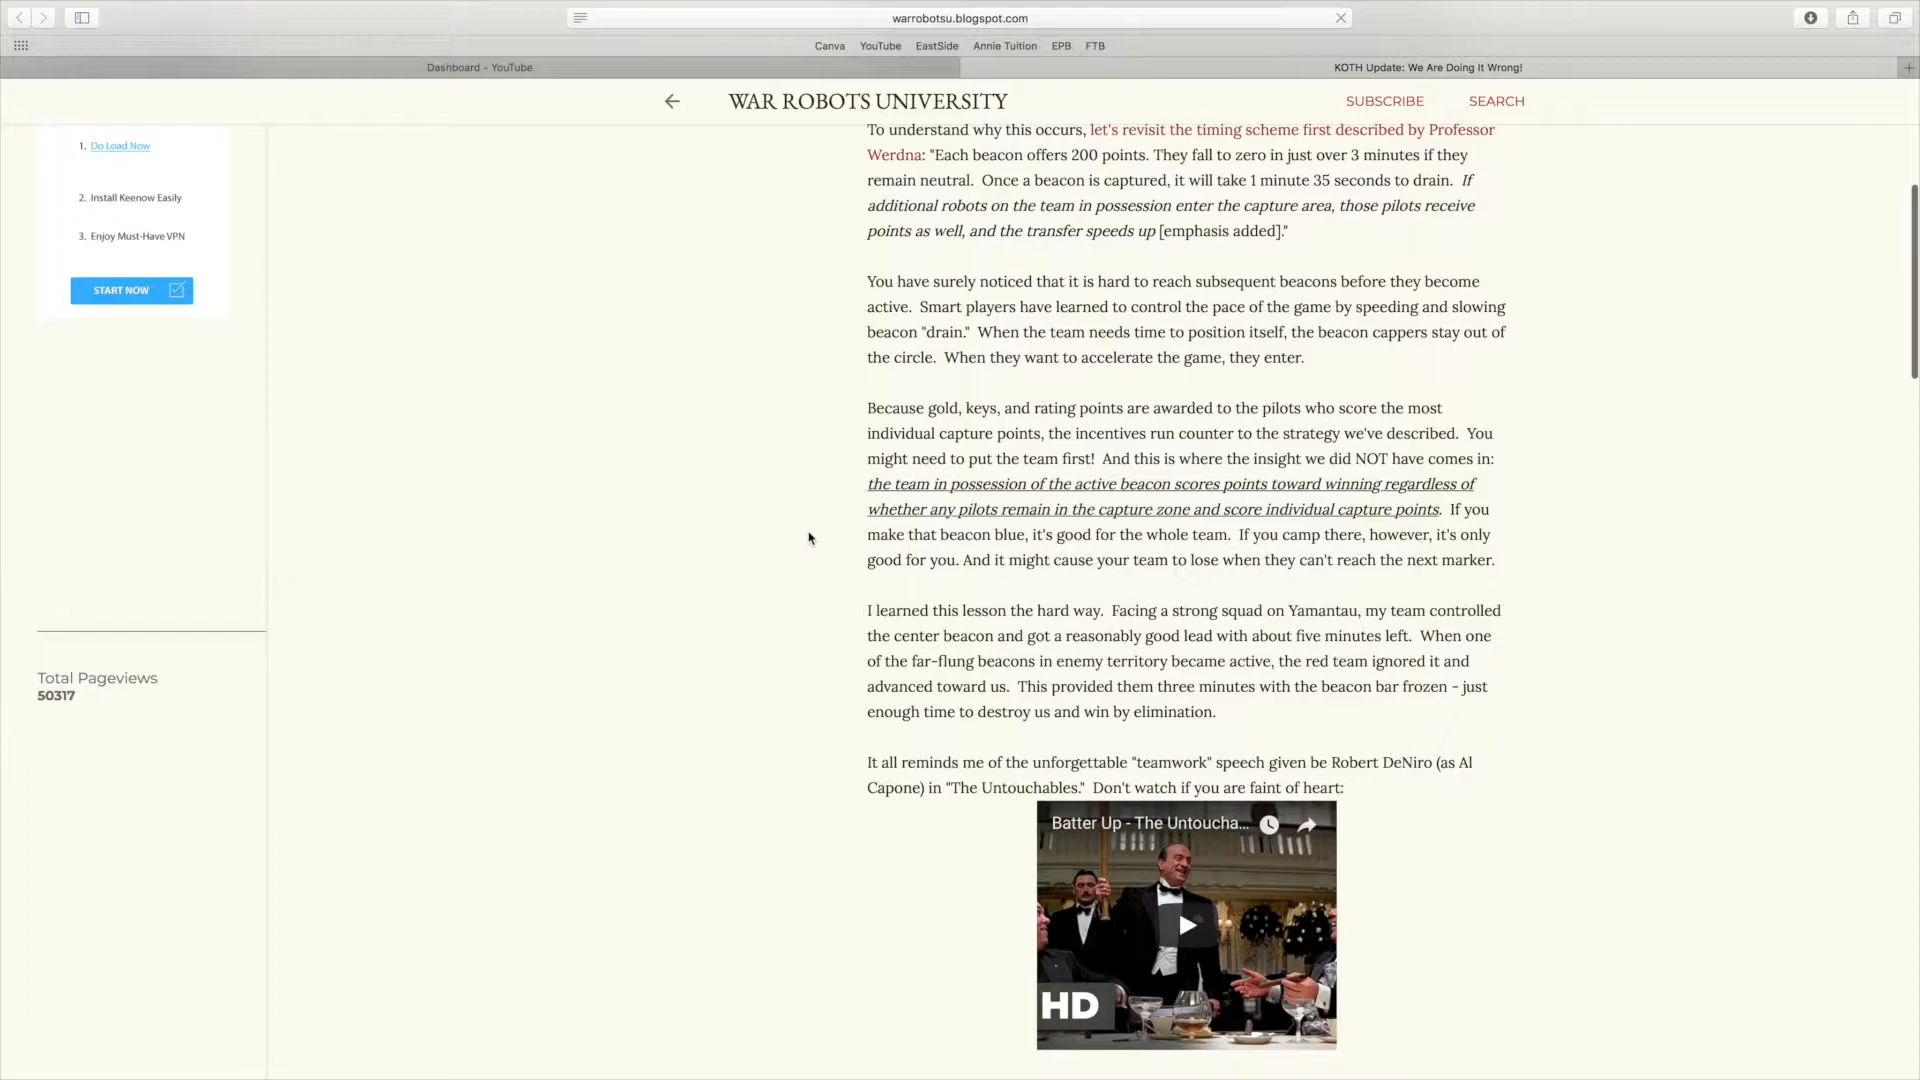 warrobotsu.blogspot.com
Canva YouTube EastSide Annie Tuition EPB FTB
Dashboard - YouTube
KOTH Update: We Are Doing It Wrong!
WAR ROBOTS UNIVERSITY
SUBSCRIBE
SEARCH
1. Do Load Now
2. Install Keenow Easily
3. Enjoy Must-Have VPN
START NOW
Total Pageviews
50317
To understand why this occurs, let's revisit the timing scheme first described by Professor
Werdna: "Each beacon offers 200 points. They fall to zero in just over 3 minutes if they
remain neutral. Once a beacon is captured, it will take 1 minute 35 seconds to drain. If
additional robots on the team in possession enter the capture area, those pilots receive
points as well, and the transfer speeds up [emphasis added]."
You have surely noticed that it is hard to reach subsequent beacons before they become
active. Smart players have learned to control the pace of the game by speeding and slowing
beacon "drain." When the team needs time to position itself, the beacon cappers stay out of
the circle. When they want to accelerate the game, they enter.
Because gold, keys, and rating points are awarded to the pilots who score the most
individual capture points, the incentives run counter to the strategy we've described. You
might need to put the team first! And this is where the insight we did NOT have comes in:
the team in possession of the active beacon scores points toward winning regardless of
whether any pilots remain in the capture zone and score individual capture points. If you
make that beacon blue, it's good for the whole team. If you camp there, however, it's only
good for you. And it might cause your team to lose when they can't reach the next marker.
I learned this lesson the hard way. Facing a strong squad on Yamantau, my team controlled
the center beacon and got a reasonably good lead with about five minutes left. When one
of the far-flung beacons in enemy territory became active, the red team ignored it and
advanced toward us. This provided them three minutes with the beacon bar frozen - just
enough time to destroy us and win by elimination.
It all reminds me of the unforgettable "teamwork" speech given be Robert DeNiro (as Al
Capone) in "The Untouchables." Don't watch if you are faint of heart:
Batter Up - The Untoucha...
HD